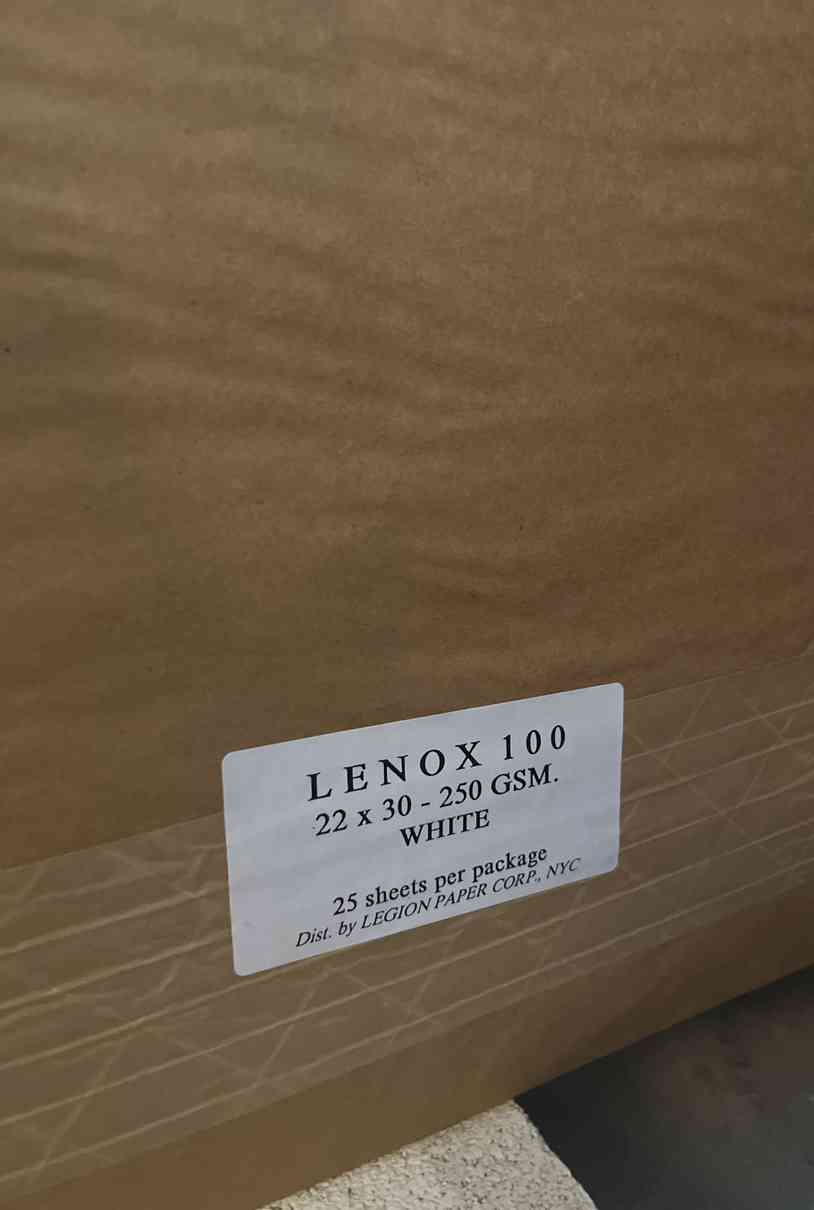 LENOX 100
22 x 30 - 250 GSM.
WHITE
25 sheets per package
Dist. by LEGION PAPER CORP., NYC